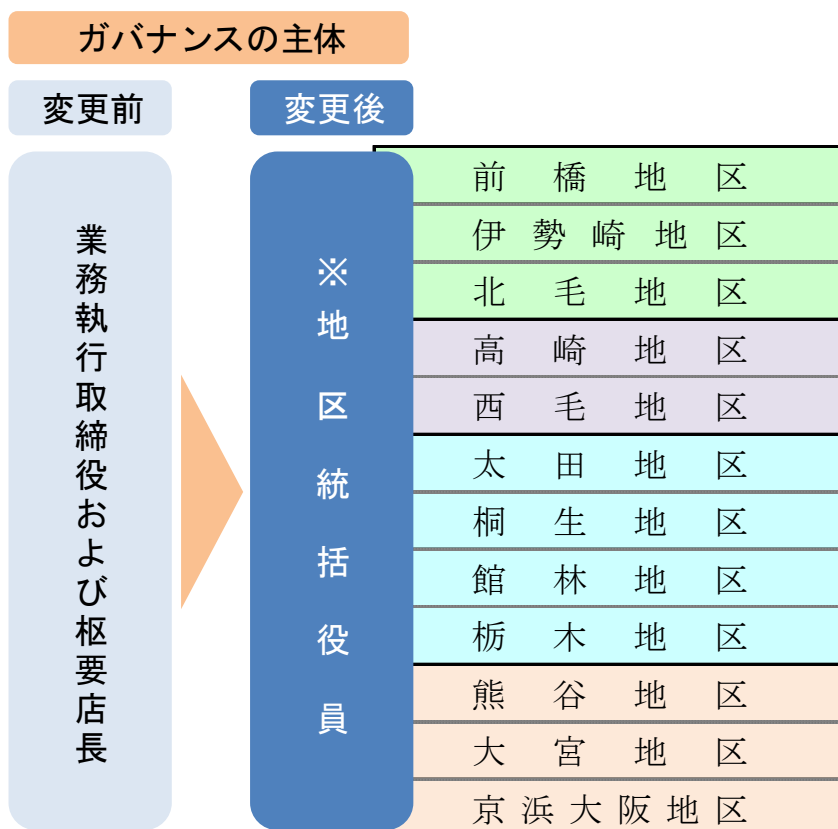 ガバナンスの主体
変更前
変更後
業務執行取締役および枢要店長
※地区統括役員
前橋地区
伊勢崎地区
北毛地区
高崎地区
西毛地区
太田地区
桐生地区
館林地区
栃木地区
熊谷地区
大宮地区
京浜大阪地区